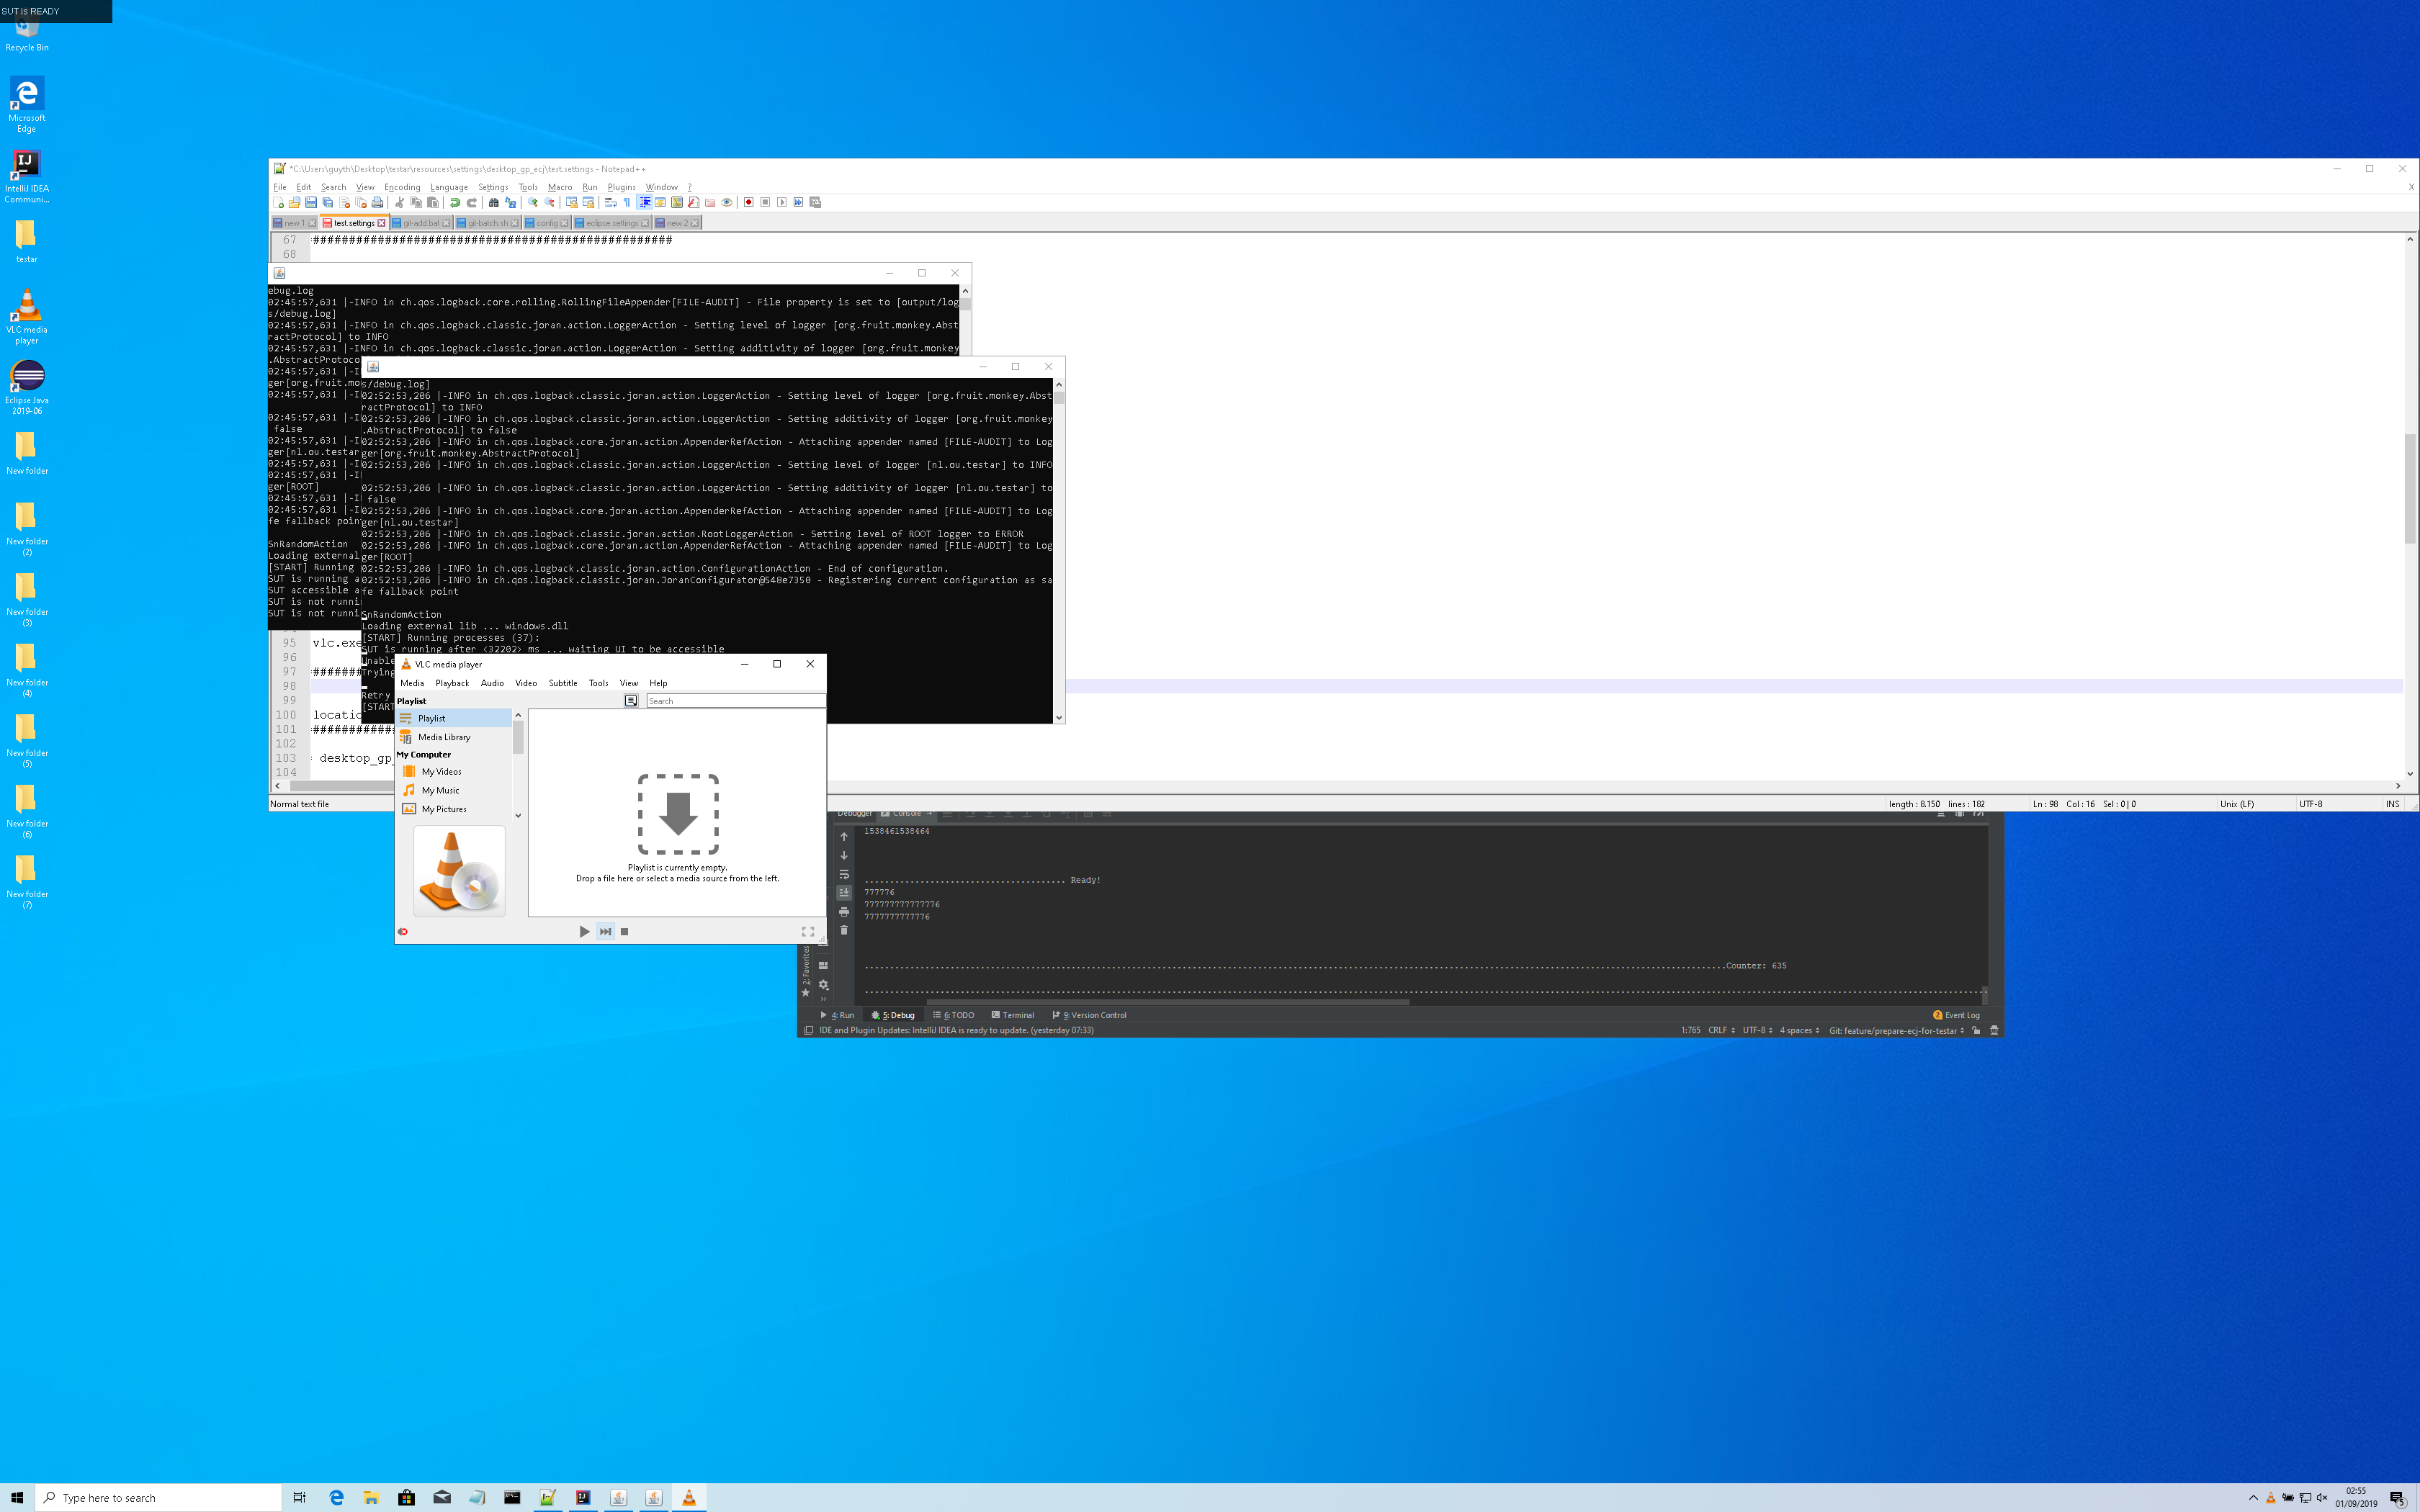 SUT is READY
Recycle Bin
Microsoft
Edge
IntelliJ IDEA
Communi...
testar
VLC media
player
Eclipse Java
2019-06
New folder
New folder
(2)
New folder
(3)
New folder
(4)
New folder
(5)
New folder
(6)
New folder
(7)
*C:\Users\guyth\Desktop\testar\resources\settings\desktop_gp_ecj\test.settings - Notepad++
File Edit Search View Encoding Language Settings Tools Macro Run Plugins Window ?
X
new 1 test.settings git-add.bat git-batch.sh config eclipse.settings new 2
67 ##################################################
68
ebug.log
02:45:57,631 |-INFO in ch.qos.logback.core.rolling.RollingFileAppender[FILE-AUDIT] - File property is set to [output/log
s/debug.log]
02:45:57,631 |-INFO in ch.qos.logback.classic.joran.action.LoggerAction - Setting level of logger [org.fruit.monkey.Abst
ractProtocol] to INFO
02:45:57,631 |-INFO in ch.qos.logback.classic.joran.action.LoggerAction - Setting additivity of logger [org.fruit.monkey
.AbstractProtoco
02:45:57,631 |-I
ger[org.fruit.mo
02:45:57,631 |-I
02:45:57,631 |-I
false
02:45:57,631 |-I
ger[nl.ou.testar
02:45:57,631 |-I
02:45:57,631 |-I
ger[ROOT]
02:45:57,631 |-I
02:45:57,631 |-I
fe fallback poin
SnRandomAction
Loading external
[START] Running
SUT is running a
SUT accessible a
SUT is not runni
SUT is not runni
s/debug.log]
02:52:53,206 |-INFO in ch.qos.logback.classic.joran.action.LoggerAction - Setting level of logger [org.fruit.monkey.Abst
ractProtocol] to INFO
02:52:53,206 |-INFO in ch.qos.logback.classic.joran.action.LoggerAction - Setting additivity of logger [org.fruit.monkey
.AbstractProtocol] to false
02:52:53,206 |-INFO in ch.qos.logback.core.joran.action.AppenderRefAction - Attaching appender named [FILE-AUDIT] to Log
ger[org.fruit.monkey.AbstractProtocol]
02:52:53,206 |-INFO in ch.qos.logback.classic.joran.action.LoggerAction - Setting level of logger [nl.ou.testar] to INFO
02:52:53,206 |-INFO in ch.qos.logback.classic.joran.action.LoggerAction - Setting additivity of logger [nl.ou.testar] to
false
02:52:53,206 |-INFO in ch.qos.logback.core.joran.action.AppenderRefAction - Attaching appender named [FILE-AUDIT] to Log
ger[nl.ou.testar]
02:52:53,206 |-INFO in ch.qos.logback.classic.joran.action.RootLoggerAction - Setting level of ROOT logger to ERROR
02:52:53,206 |-INFO in ch.qos.logback.core.joran.action.AppenderRefAction - Attaching appender named [FILE-AUDIT] to Log
ger[ROOT]
02:52:53,206 |-INFO in ch.qos.logback.classic.joran.action.ConfigurationAction - End of configuration.
02:52:53,206 |-INFO in ch.qos.logback.classic.joran.JoranConfigurator@548e7350 - Registering current configuration as sa
fe fallback point
SnRandomAction
Loading external lib ... windows.dll
[START] Running processes (37):
SUT is running after <32202> ms ... waiting UI to be accessible
Unable
Trying
Retry
[START
95 vlc.exe
96
97 #######
98
99
100 locatio
101 ############
102
103 # desktop_gp_
104
VLC media player
Media Playback Audio Video Subtitle Tools View Help
Playlist
Search
Playlist
Media Library
My Computer
My Videos
My Music
My Pictures
Playlist is currently empty.
Drop a file here or select a media source from the left.
Normal text file
length : 8.150 lines : 182
Ln : 98 Col : 16 Sel : 0 | 0
Unix (LF)
UTF-8
INS
Debugger Console
1538461538464
........................................ Ready!
777776
777777777777776
7777777777776
Counter: 635
2: Favorites
4: Run 5: Debug 6: TODO Terminal 9: Version Control
2 Event Log
IDE and Plugin Updates: IntelliJ IDEA is ready to update. (yesterday 07:33)
1:765 CRLF UTF-8 4 spaces Git: feature/prepare-ecj-for-testar
Type here to search
02:55
01/09/2019
5